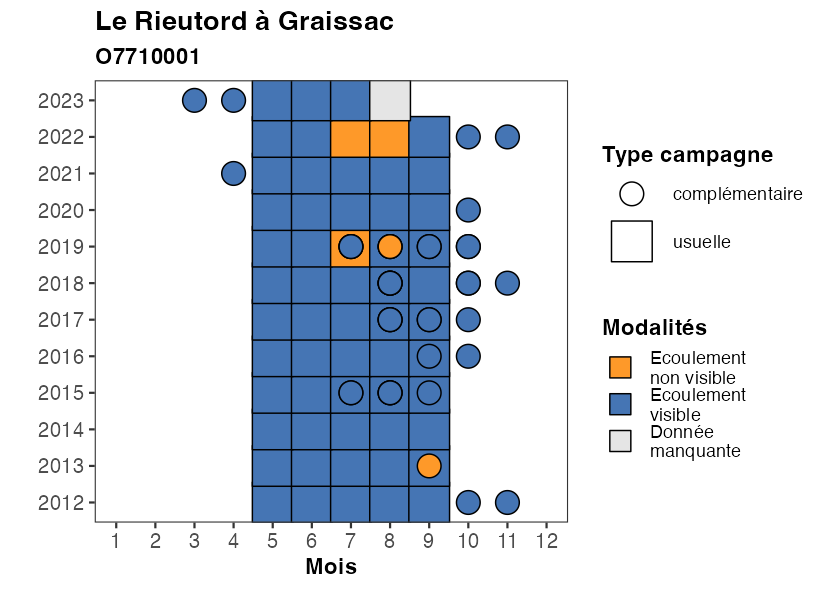 Le Rieutord à Graissac
O7710001
2023
2022
2021
2020
2019
2018
2017
2016
2015
2014
2013
2012
1 2 3 4 5 6 7 8 9 10 11 12
Mois
Type campagne
complémentaire
usuelle
Modalités
Ecoulement
non visible
Ecoulement
visible
Donnée
manquante